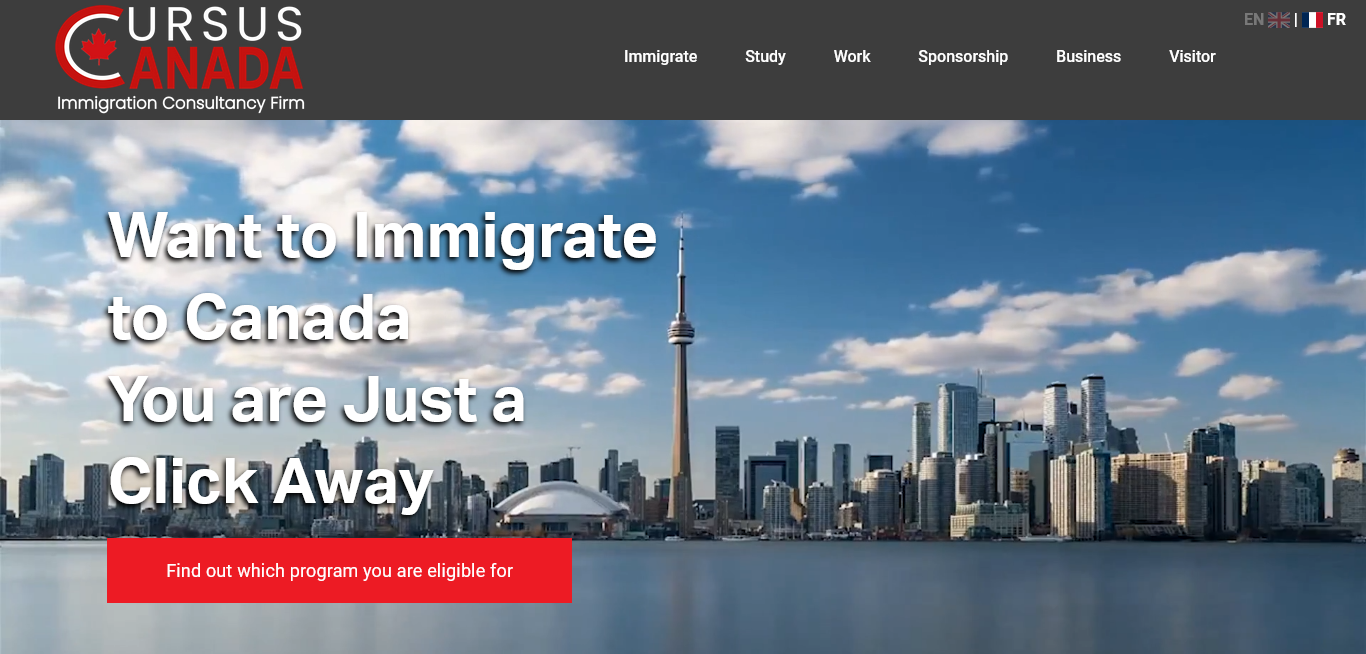 CURSUS
CANADA
Immigration Consultancy Firm
EN | FR
Immigrate Study Work Sponsorship Business Visitor
Want to Immigrate
to Canada
You are Just a
Click Away
Find out which program you are eligible for